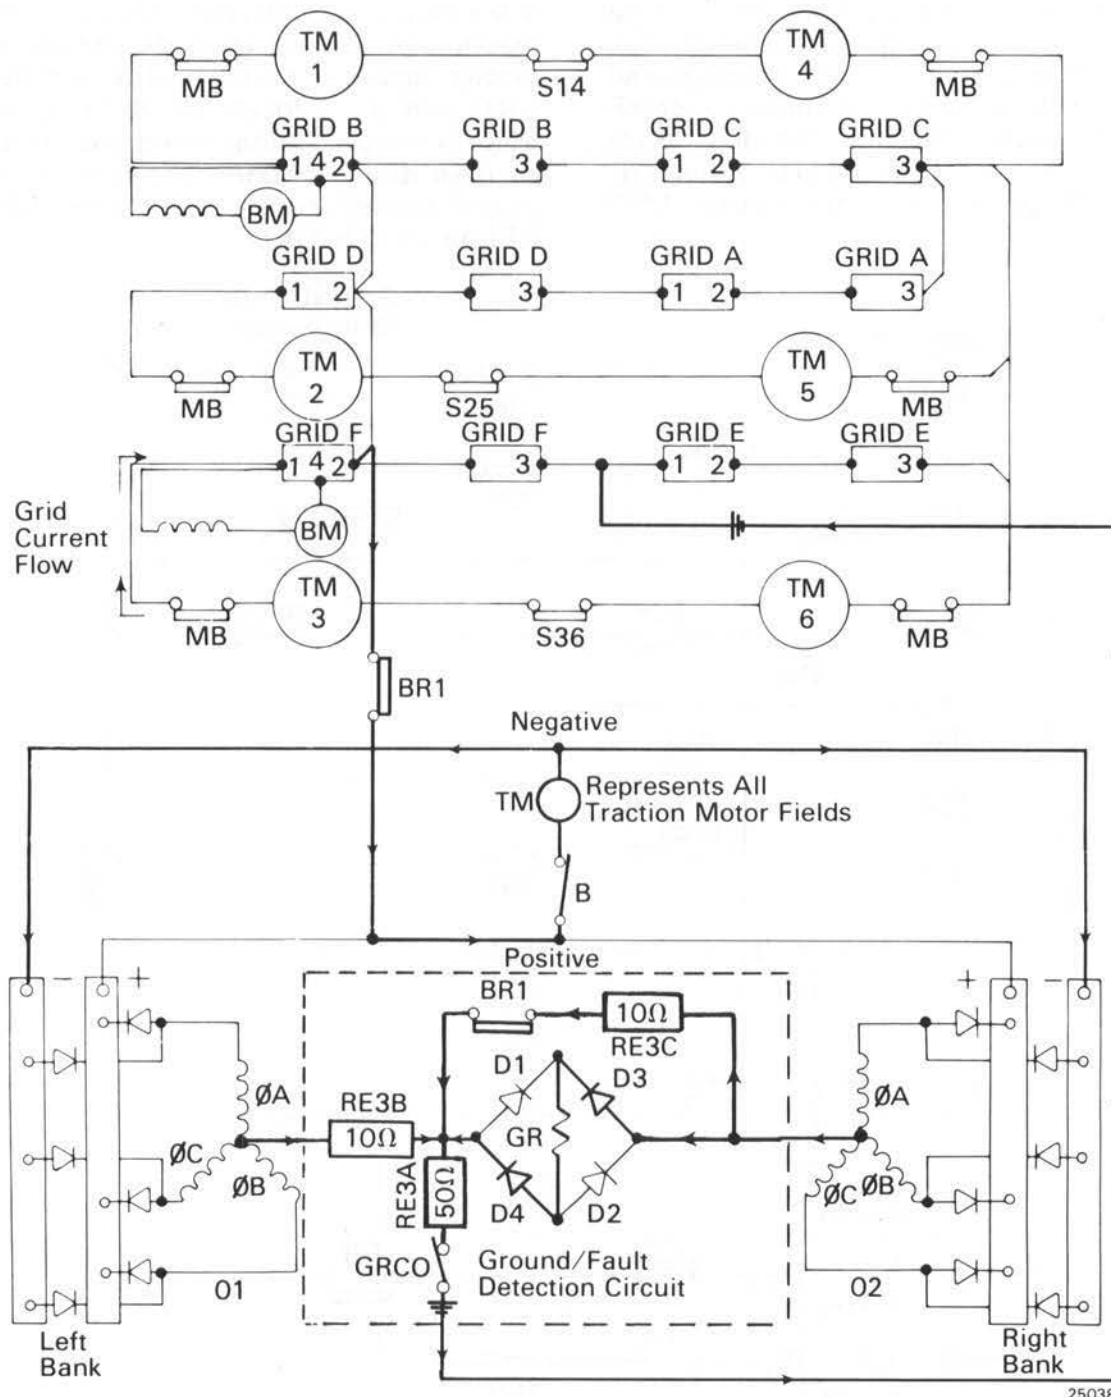 TM 1
TM 4
MB
S14
MB
GRID B
GRID B
GRID C
GRID C
1 4 2
3
1 2
3
BM
GRID D
GRID D
GRID A
GRID A
1 2
3
1 2
3
TM 2
TM 5
MB
S25
MB
GRID F
GRID F
GRID E
GRID E
1 4 2
3
1 2
3
Grid
Current
Flow
BM
TM 3
TM 6
MB
S36
MB
BR1
Negative
TM
Represents All
Traction Motor Fields
B
Positive
- +
+ -
BR1
10Ω
RE3C
D1
D3
ØA
ØA
RE3B
10Ω
GR
ØC
ØB
RE3A
50Ω
D4
D2
ØC
ØB
GRCO
Ground/Fault
Detection Circuit
01
02
Left
Bank
Right
Bank
25038